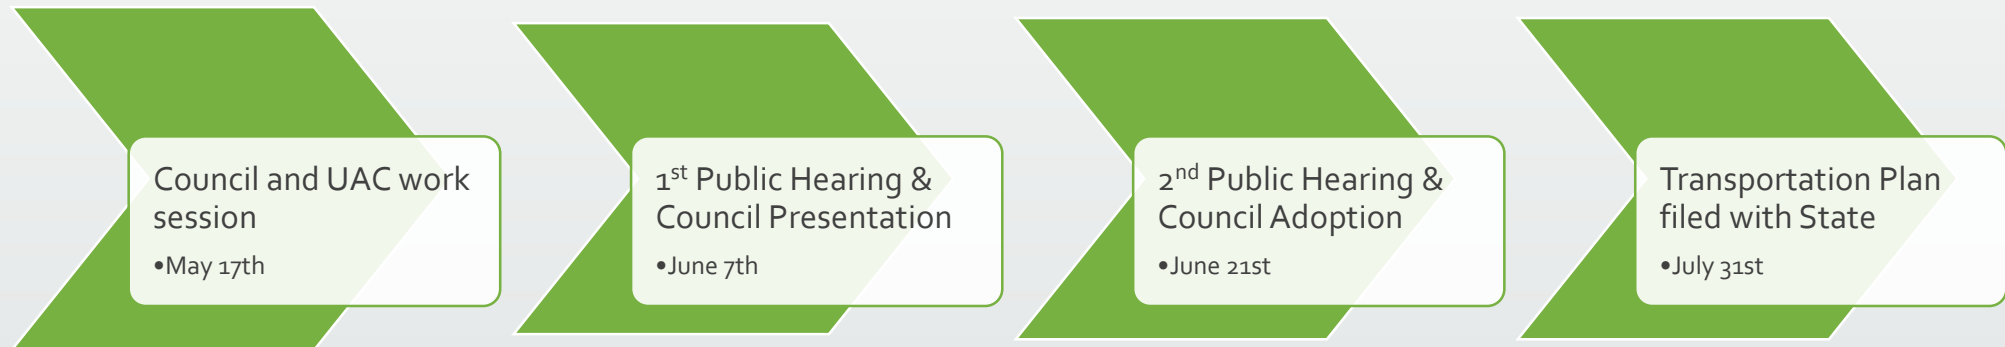 Council and UAC work
session
•May 17th
1st Public Hearing &
Council Presentation
•June 7th
2nd Public Hearing &
Council Adoption
•June 21st
Transportation Plan
filed with State
•July 31st